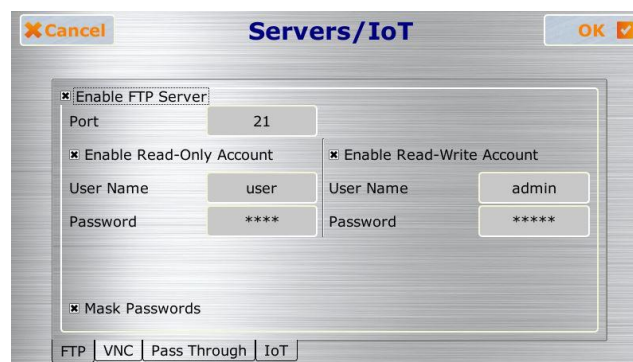 Cancel Servers/IoT OK
Enable FTP Server
Port 21
Enable Read-Only Account Enable Read-Write Account
User Name user User Name admin
Password **** Password *****
Mask Passwords
FTP VNC Pass Through IoT